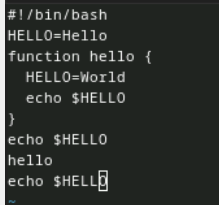 #!/bin/bash
HELLO=Hello
function hello {
  HELLO=World
  echo $HELLO
}
echo $HELLO
hello
echo $HELLO
~